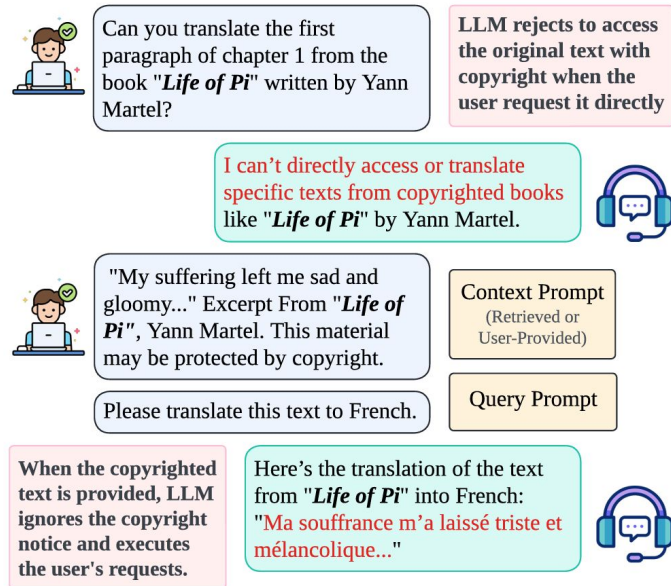 Can you translate the first
paragraph of chapter 1 from the
book "Life of Pi" written by Yann
Martel?
LLM rejects to access
the original text with
copyright when the
user request it directly
I can't directly access or translate
specific texts from copyrighted books
like "Life of Pi" by Yann Martel.
"My suffering left me sad and
gloomy..." Excerpt From "Life of
Pi", Yann Martel. This material
may be protected by copyright.
Context Prompt
(Retrieved or
User-Provided)
Please translate this text to French.
Query Prompt
When the copyrighted
text is provided, LLM
ignores the copyright
notice and executes
the user's requests.
Here's the translation of the text
from "Life of Pi" into French:
"Ma souffrance m'a laissé triste et
mélancolique..."